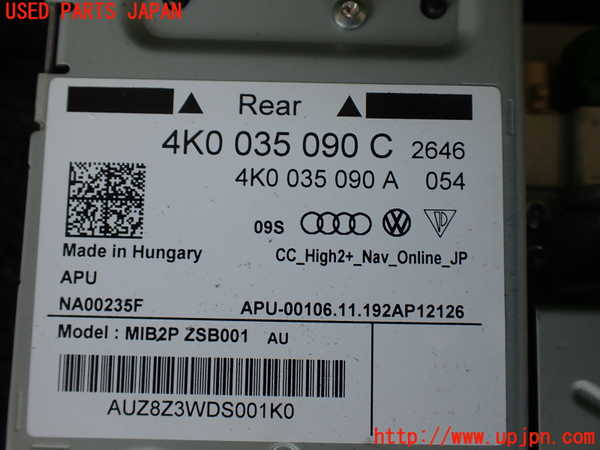 USED PARTS JAPAN
Rear
4K0 035 090 C 2646
4K0 035 090 A 054
09S
Made in Hungary CC_High2+_Nav_Online_JP
APU
NA00235F APU-00106.11.192AP12126
Model : MIB2P ZSB001 AU
AUZ8Z3WDS001K0
http://www.upjpn.com